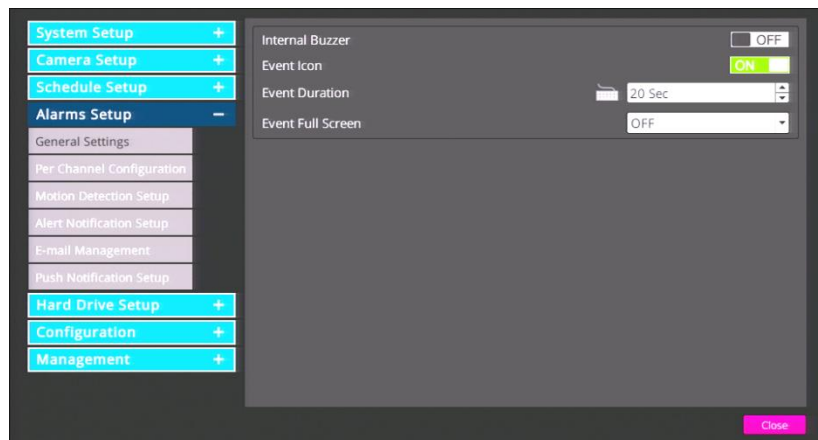 System Setup +
Camera Setup +
Schedule Setup +
Alarms Setup −
General Settings
Per Channel Configuration
Motion Detection Setup
Alert Notification Setup
E-mail Management
Push Notification Setup
Hard Drive Setup +
Configuration +
Management +
Internal Buzzer OFF
Event Icon ON
Event Duration 20 Sec
Event Full Screen OFF
Close